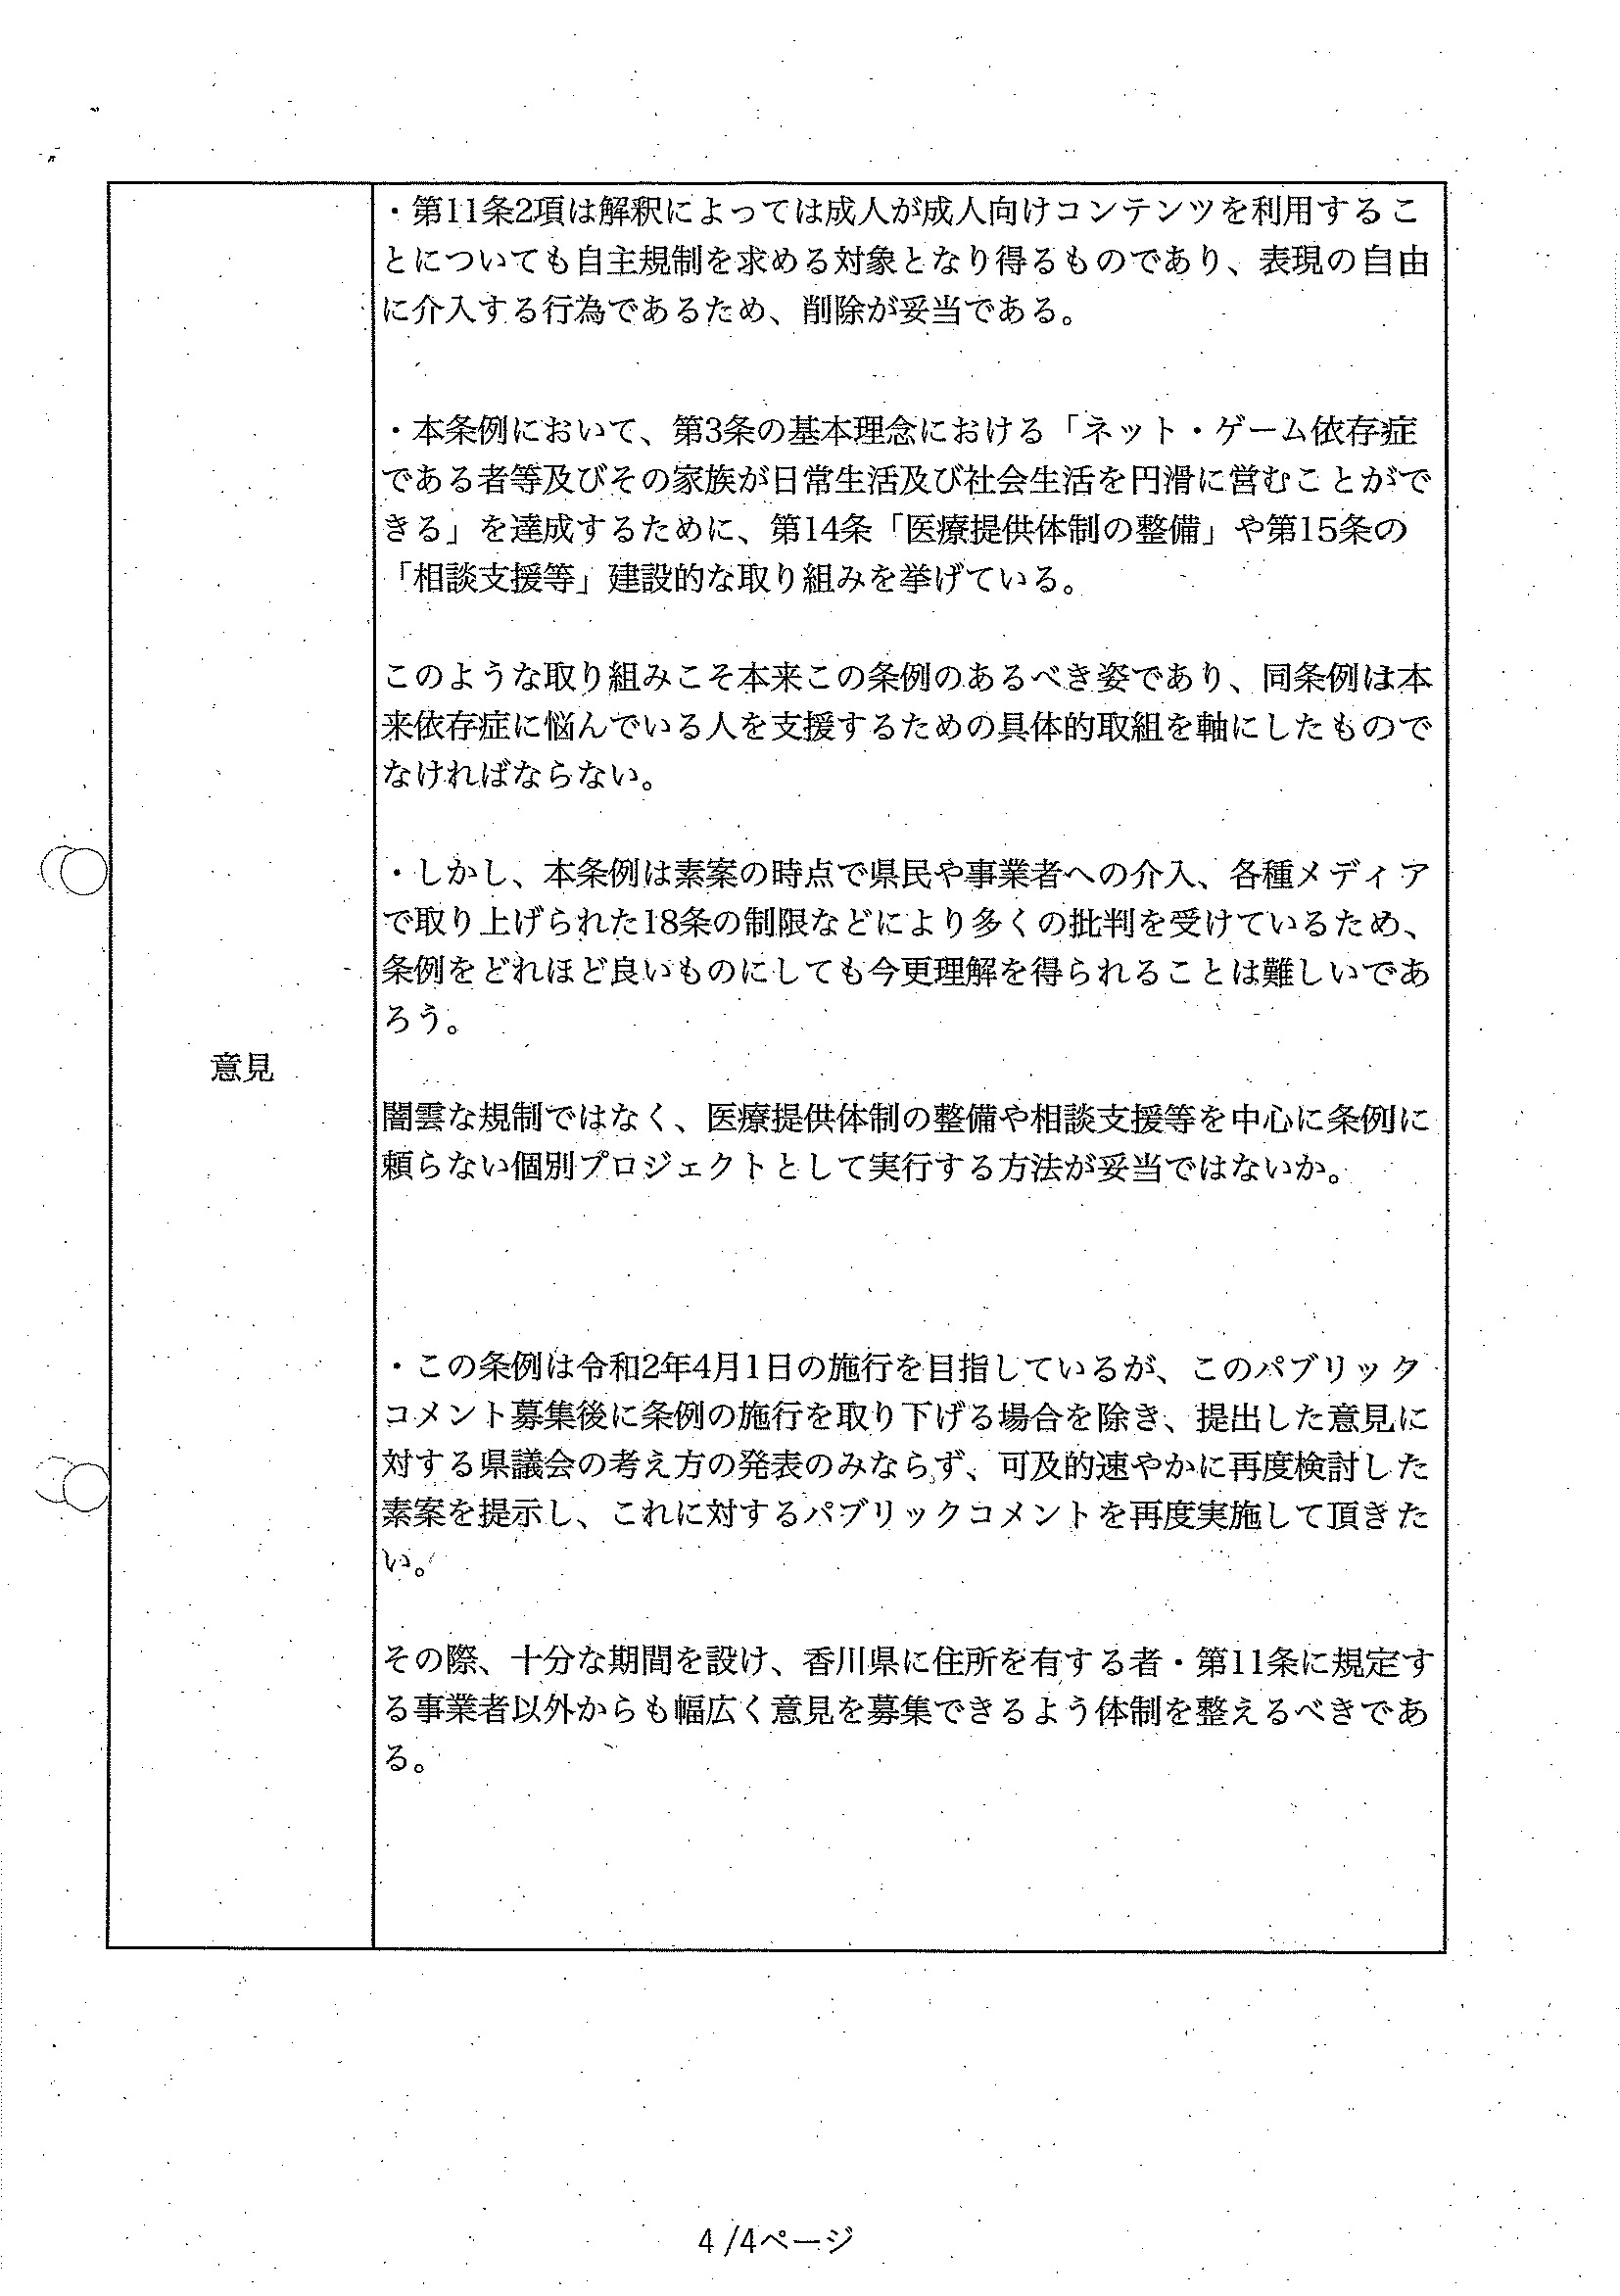 ・第11条2項は解釈によっては成人が成人向けコンテンツを利用するこ
とについても自主規制を求める対象となり得るものであり、表現の自由
に介入する行為であるため、削除が妥当である。
・本条例において、第3条の基本理念における「ネット・ゲーム依存症
である者等及びその家族が日常生活及び社会生活を円滑に営むことがで
きる」を達成するために、第14条「医療提供体制の整備」や第15条の
「相談支援等」建設的な取り組みを挙げている。
このような取り組みこそ本来この条例のあるべき姿であり、同条例は本
来依存症に悩んでいる人を支援するための具体的取組を軸にしたもので
なければならない。
・しかし、本条例は素案の時点で県民や事業者への介入、各種メディア
で取り上げられた18条の制限などにより多くの批判を受けているため、
条例をどれほど良いものにしても今更理解を得られることは難しいであ
ろう。
意見
闇雲な規制ではなく、医療提供体制の整備や相談支援等を中心に条例に
頼らない個別プロジェクトとして実行する方法が妥当ではないか。
・この条例は令和2年4月1日の施行を目指しているが、このパブリック
コメント募集後に条例の施行を取り下げる場合を除き、提出した意見に
対する県議会の考え方の発表のみならず、可及的速やかに再度検討した
素案を提示し、これに対するパブリックコメントを再度実施して頂きた
い。
その際、十分な期間を設け、香川県に住所を有する者・第11条に規定す
る事業者以外からも幅広く意見を募集できるよう体制を整えるべきであ
る。
4/4ページ